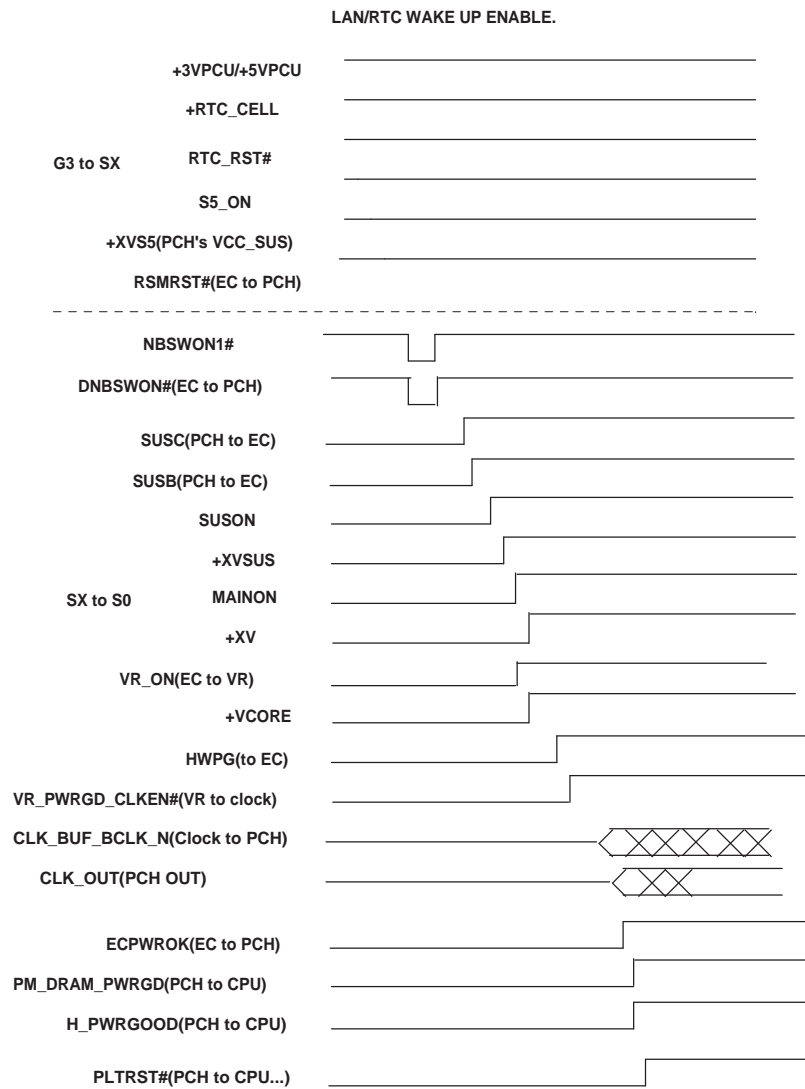 LAN/RTC WAKE UP ENABLE.
+3VPCU/+5VPCU
+RTC_CELL
RTC_RST#
G3 to SX
S5_ON
+XVS5(PCH's VCC_SUS)
RSMRST#(EC to PCH)
NBSWON1#
DNBSWON#(EC to PCH)
SUSC(PCH to EC)
SUSB(PCH to EC)
SUSON
+XVSUS
SX to S0
MAINON
+XV
VR_ON(EC to VR)
+VCORE
HWPG(to EC)
VR_PWRGD_CLKEN#(VR to clock)
CLK_BUF_BCLK_N(Clock to PCH)
CLK_OUT(PCH OUT)
ECPWROK(EC to PCH)
PM_DRAM_PWRGD(PCH to CPU)
H_PWRGOOD(PCH to CPU)
PLTRST#(PCH to CPU...)